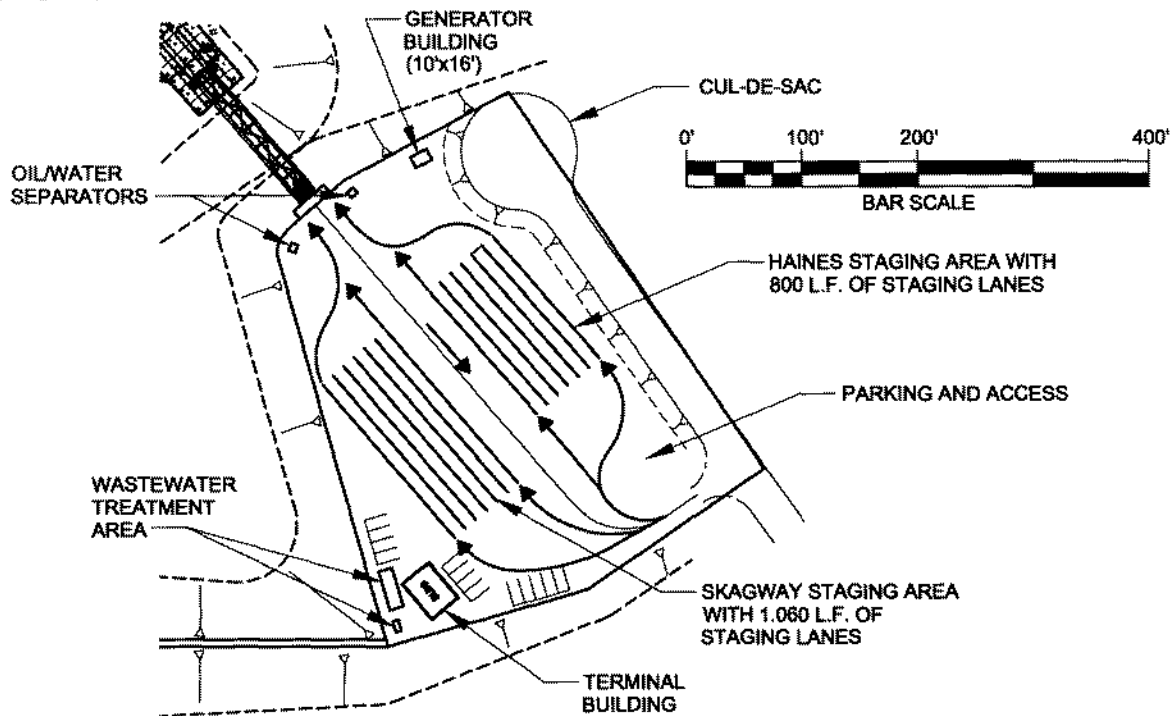 GENERATOR
BUILDING
(10'x16')
CUL-DE-SAC
0' 100' 200' 400'
BAR SCALE
OIL/WATER
SEPARATORS
HAINES STAGING AREA WITH
800 L.F. OF STAGING LANES
PARKING AND ACCESS
WASTEWATER
TREATMENT
AREA
SKAGWAY STAGING AREA
WITH 1.060 L.F. OF
STAGING LANES
TERMINAL
BUILDING